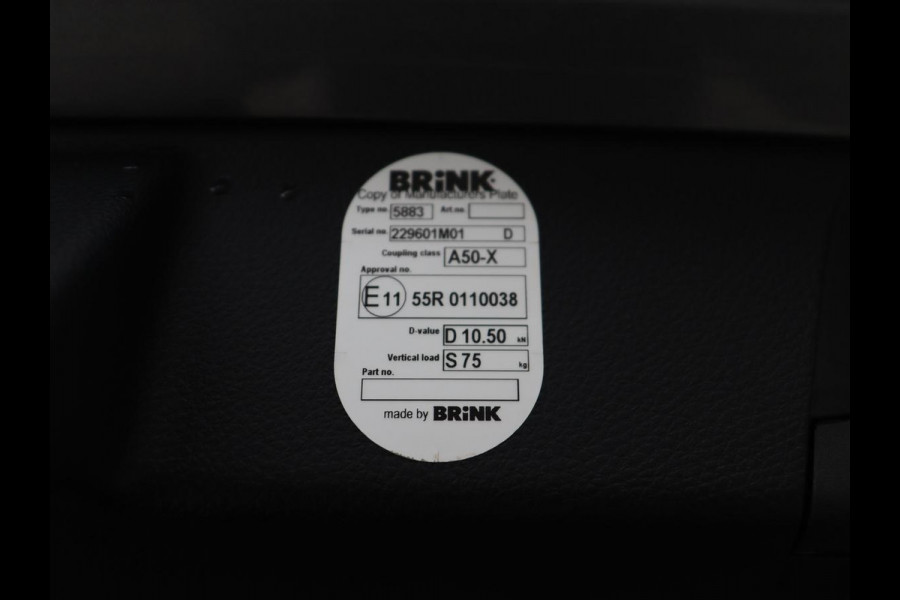 BRiNK
Copy of Manufacturers Plate
Type no. 5883 Art.no.
Serial no. 229601M01 D
Coupling class A50-X
Approval no.
E 11 55R 0110038
D-value D 10.50 kN
Vertical load S 75 kg
Part no.
made by BRiNK